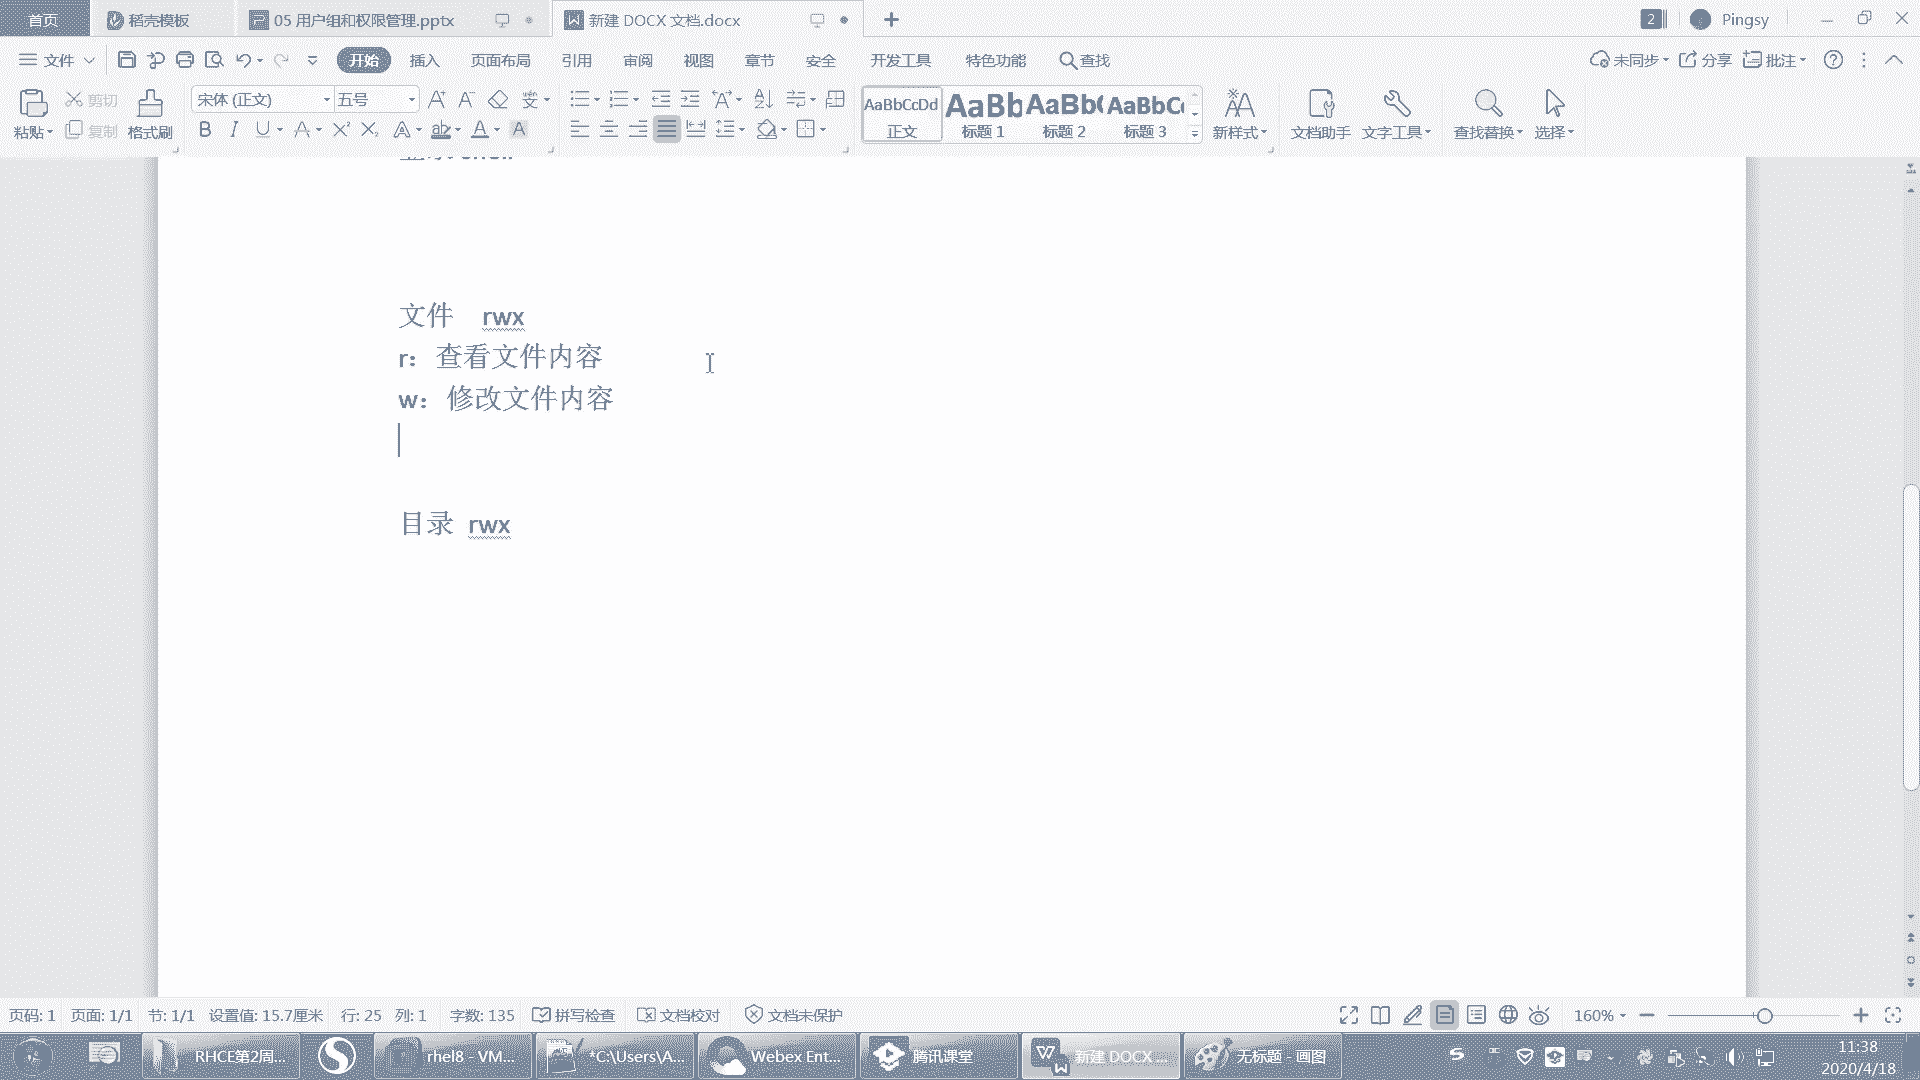 首页 稻壳模板 05 用户组和权限管理.pptx 新建 DOCX 文档.docx 2 Pingsy
文件 开始 插入 页面布局 引用 审阅 视图 章节 安全 开发工具 特色功能 查找 未同步 分享 批注
粘贴 剪切 复制 格式刷 宋体 (正文) 五号
AaBbCcDd AaBb AaBb( AaBbC
正文 标题 1 标题 2 标题 3 新样式 文档助手 文字工具 查找替换 选择
文件 rwx
r：查看文件内容
w：修改文件内容
目录 rwx
页码: 1 页面: 1/1 节: 1/1 设置值: 15.7厘米 行: 25 列: 1 字数: 135 拼写检查 文档校对 文档未保护 160%
RHCE第2周... rhel8 - VM... *C:\Users\A... Webex Ent... 腾讯课堂 新建 DOCX ... 无标题 - 画图
11:38
2020/4/18